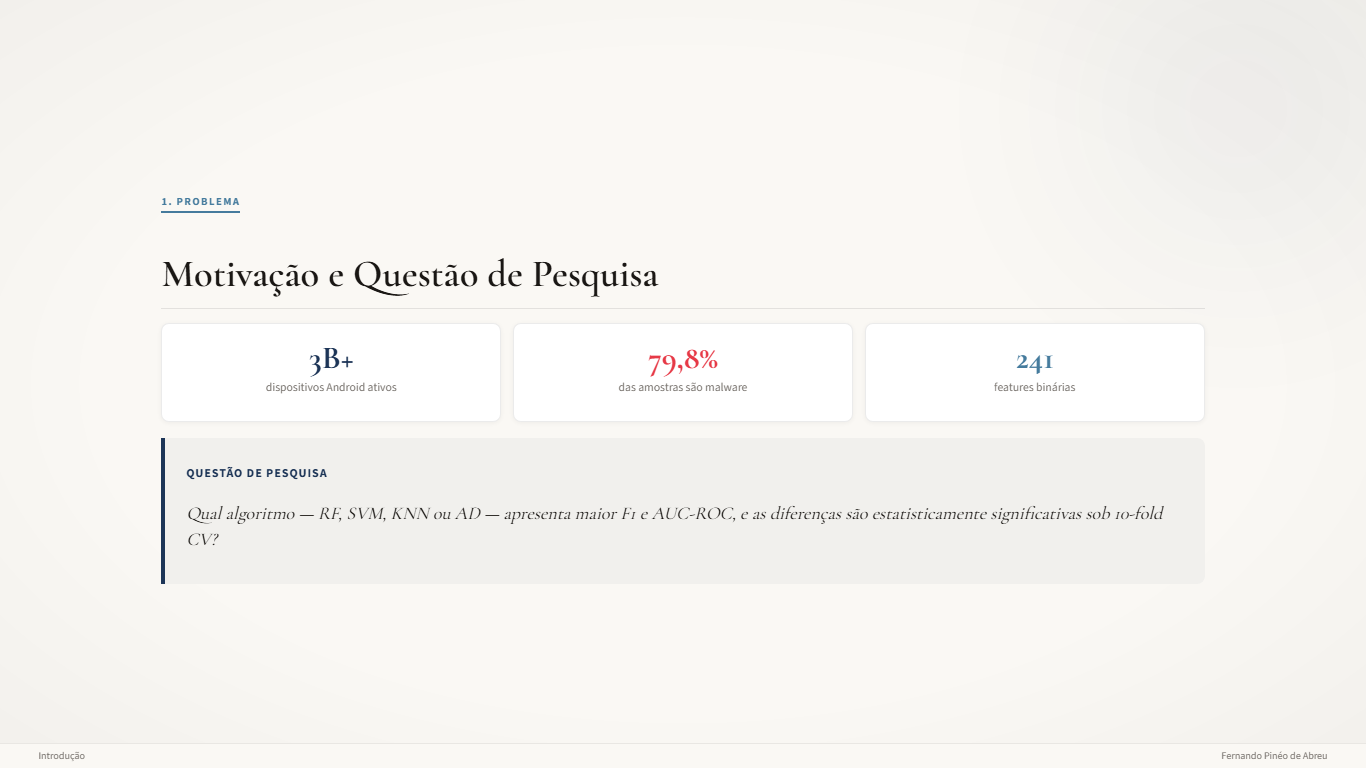 1. PROBLEMA
Motivação e Questão de Pesquisa
3B+
dispositivos Android ativos
79,8%
das amostras são malware
241
features binárias
QUESTÃO DE PESQUISA
Qual algoritmo — RF, SVM, KNN ou AD — apresenta maior F1 e AUC-ROC, e as diferenças são estatisticamente significativas sob 10-fold
CV?
Introdução
Fernando Pinéo de Abreu